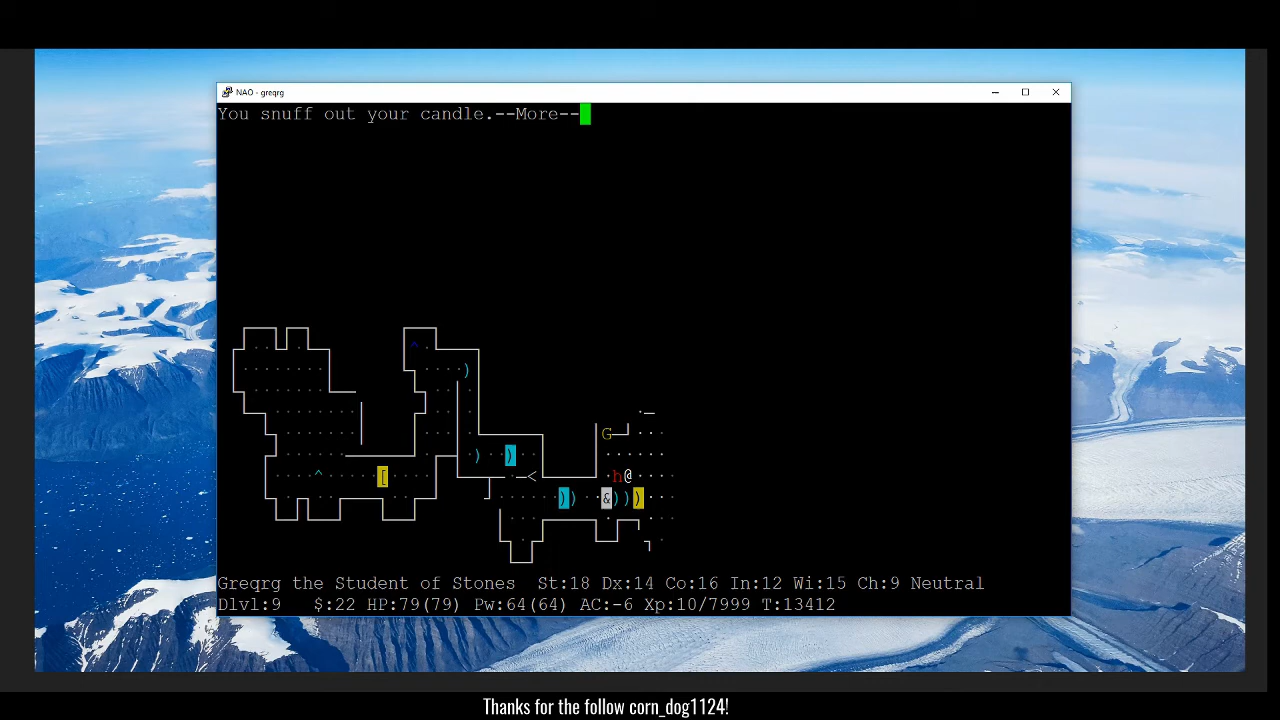 NAO - greqrg
You snuff out your candle.--More--
Greqrg the Student of Stones St:18 Dx:14 Co:16 In:12 Wi:15 Ch:9 Neutral
Dlvl:9 $:22 HP:79(79) Pw:64(64) AC:-6 Xp:10/7999 T:13412
Thanks for the follow corn_dog1124!